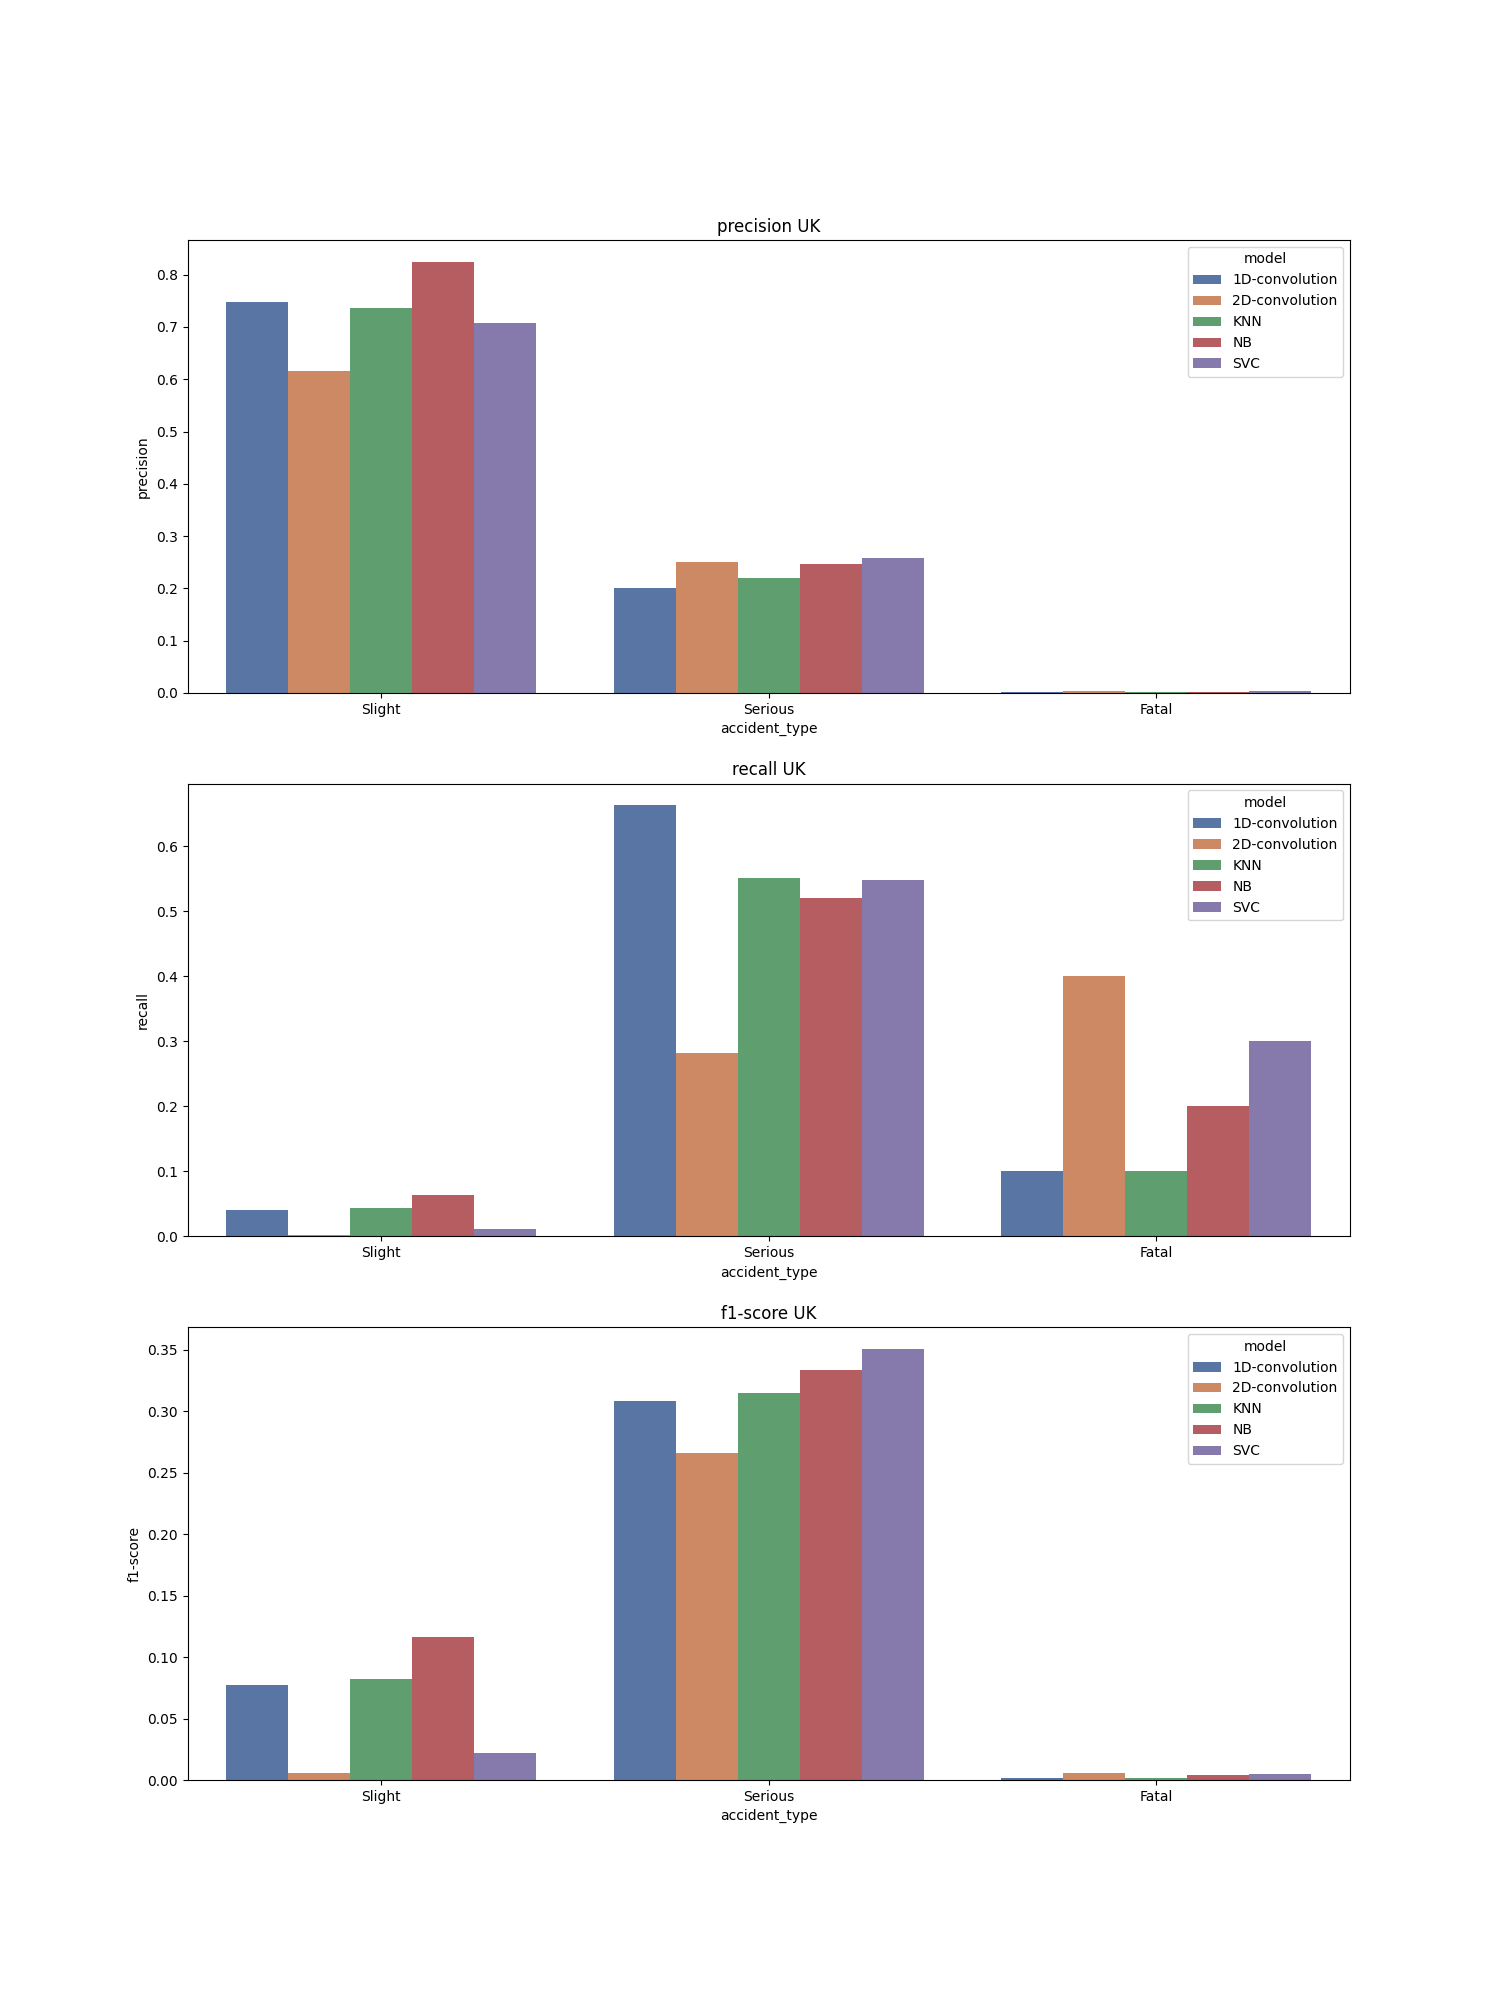 precision UK
precision
0.8
0.7
0.6
0.5
0.4
0.3
0.2
0.1
0.0
model
1D-convolution
2D-convolution
KNN
NB
SVC
Slight Serious Fatal
accident_type
recall UK
recall
0.6
0.5
0.4
0.3
0.2
0.1
0.0
model
1D-convolution
2D-convolution
KNN
NB
SVC
Slight Serious Fatal
accident_type
f1-score UK
f1-score
0.35
0.30
0.25
0.20
0.15
0.10
0.05
0.00
model
1D-convolution
2D-convolution
KNN
NB
SVC
Slight Serious Fatal
accident_type